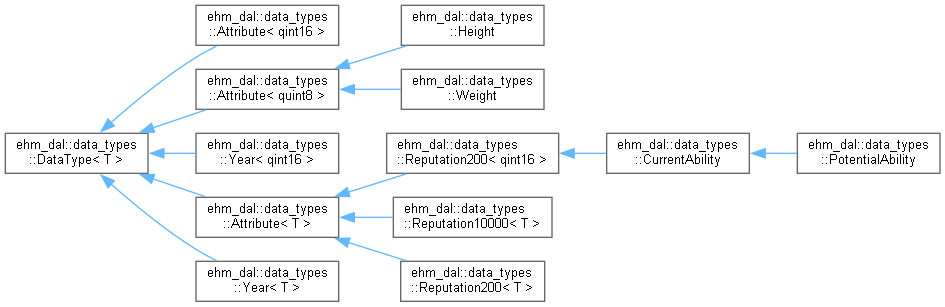 ehm_dal::data_types
::Attribute< qint16 >
ehm_dal::data_types
::Height
ehm_dal::data_types
::Attribute< quint8 >
ehm_dal::data_types
::Weight
ehm_dal::data_types
::DataType< T >
ehm_dal::data_types
::Year< qint16 >
ehm_dal::data_types
::Reputation200< qint16 >
ehm_dal::data_types
::CurrentAbility
ehm_dal::data_types
::PotentialAbility
ehm_dal::data_types
::Attribute< T >
ehm_dal::data_types
::Reputation10000< T >
ehm_dal::data_types
::Year< T >
ehm_dal::data_types
::Reputation200< T >